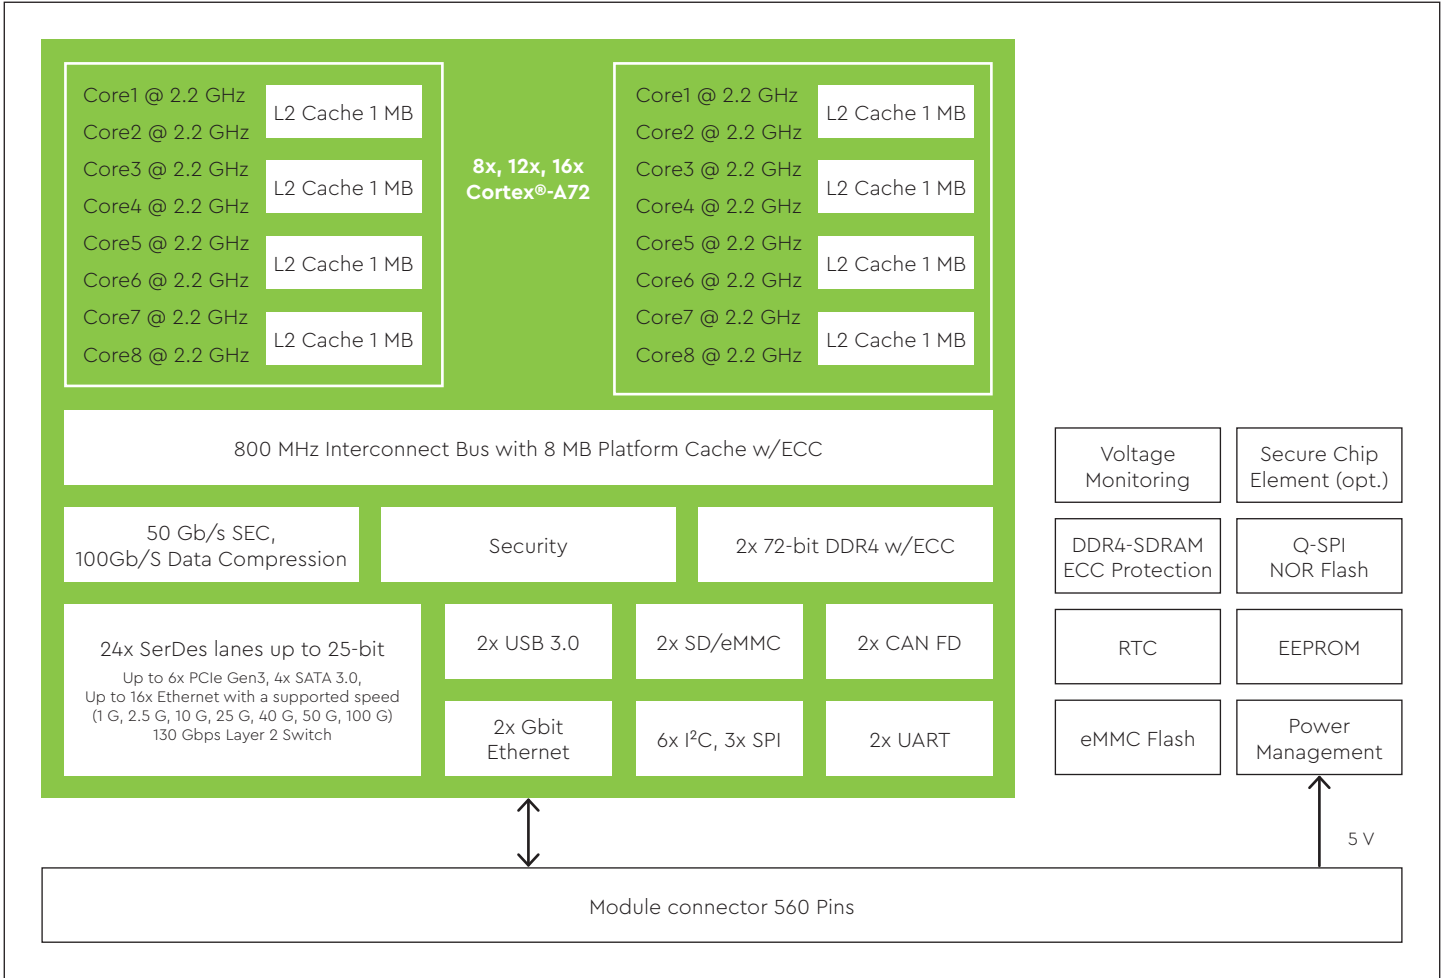 Core1 @ 2.2 GHz
Core2 @ 2.2 GHz
Core3 @ 2.2 GHz
Core4 @ 2.2 GHz
Core5 @ 2.2 GHz
Core6 @ 2.2 GHz
Core7 @ 2.2 GHz
Core8 @ 2.2 GHz
L2 Cache 1 MB
L2 Cache 1 MB
L2 Cache 1 MB
L2 Cache 1 MB
8x, 12x, 16x
Cortex®-A72
Core1 @ 2.2 GHz
Core2 @ 2.2 GHz
Core3 @ 2.2 GHz
Core4 @ 2.2 GHz
Core5 @ 2.2 GHz
Core6 @ 2.2 GHz
Core7 @ 2.2 GHz
Core8 @ 2.2 GHz
L2 Cache 1 MB
L2 Cache 1 MB
L2 Cache 1 MB
L2 Cache 1 MB
800 MHz Interconnect Bus with 8 MB Platform Cache w/ECC
50 Gb/s SEC,
100Gb/S Data Compression
Security
2x 72-bit DDR4 w/ECC
24x SerDes lanes up to 25-bit
Up to 6x PCIe Gen3, 4x SATA 3.0,
Up to 16x Ethernet with a supported speed
(1 G, 2.5 G, 10 G, 25 G, 40 G, 50 G, 100 G)
130 Gbps Layer 2 Switch
2x USB 3.0
2x SD/eMMC
2x CAN FD
2x Gbit
Ethernet
6x I²C, 3x SPI
2x UART
Voltage
Monitoring
Secure Chip
Element (opt.)
DDR4-SDRAM
ECC Protection
Q-SPI
NOR Flash
RTC
EEPROM
eMMC Flash
Power
Management
5 V
Module connector 560 Pins